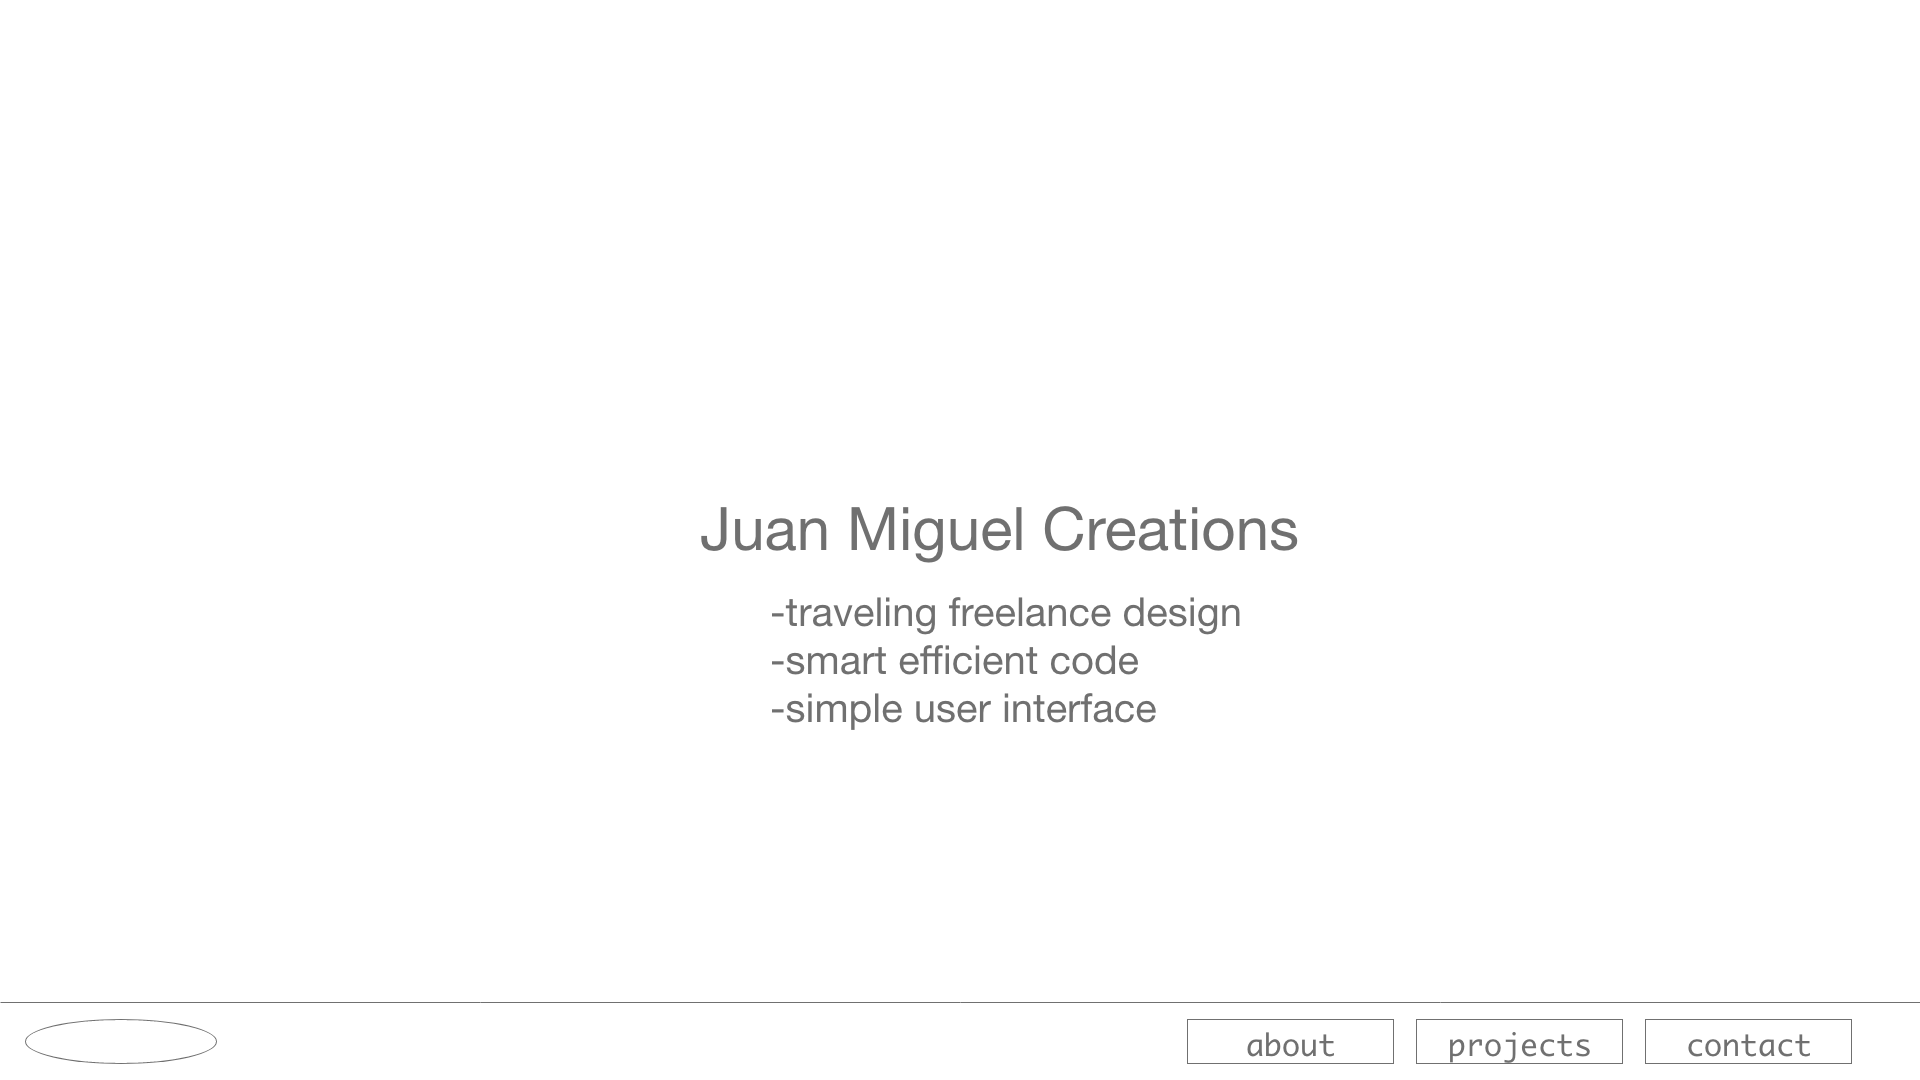 Juan Miguel Creations
-traveling freelance design
-smart efficient code
-simple user interface
about
projects
contact